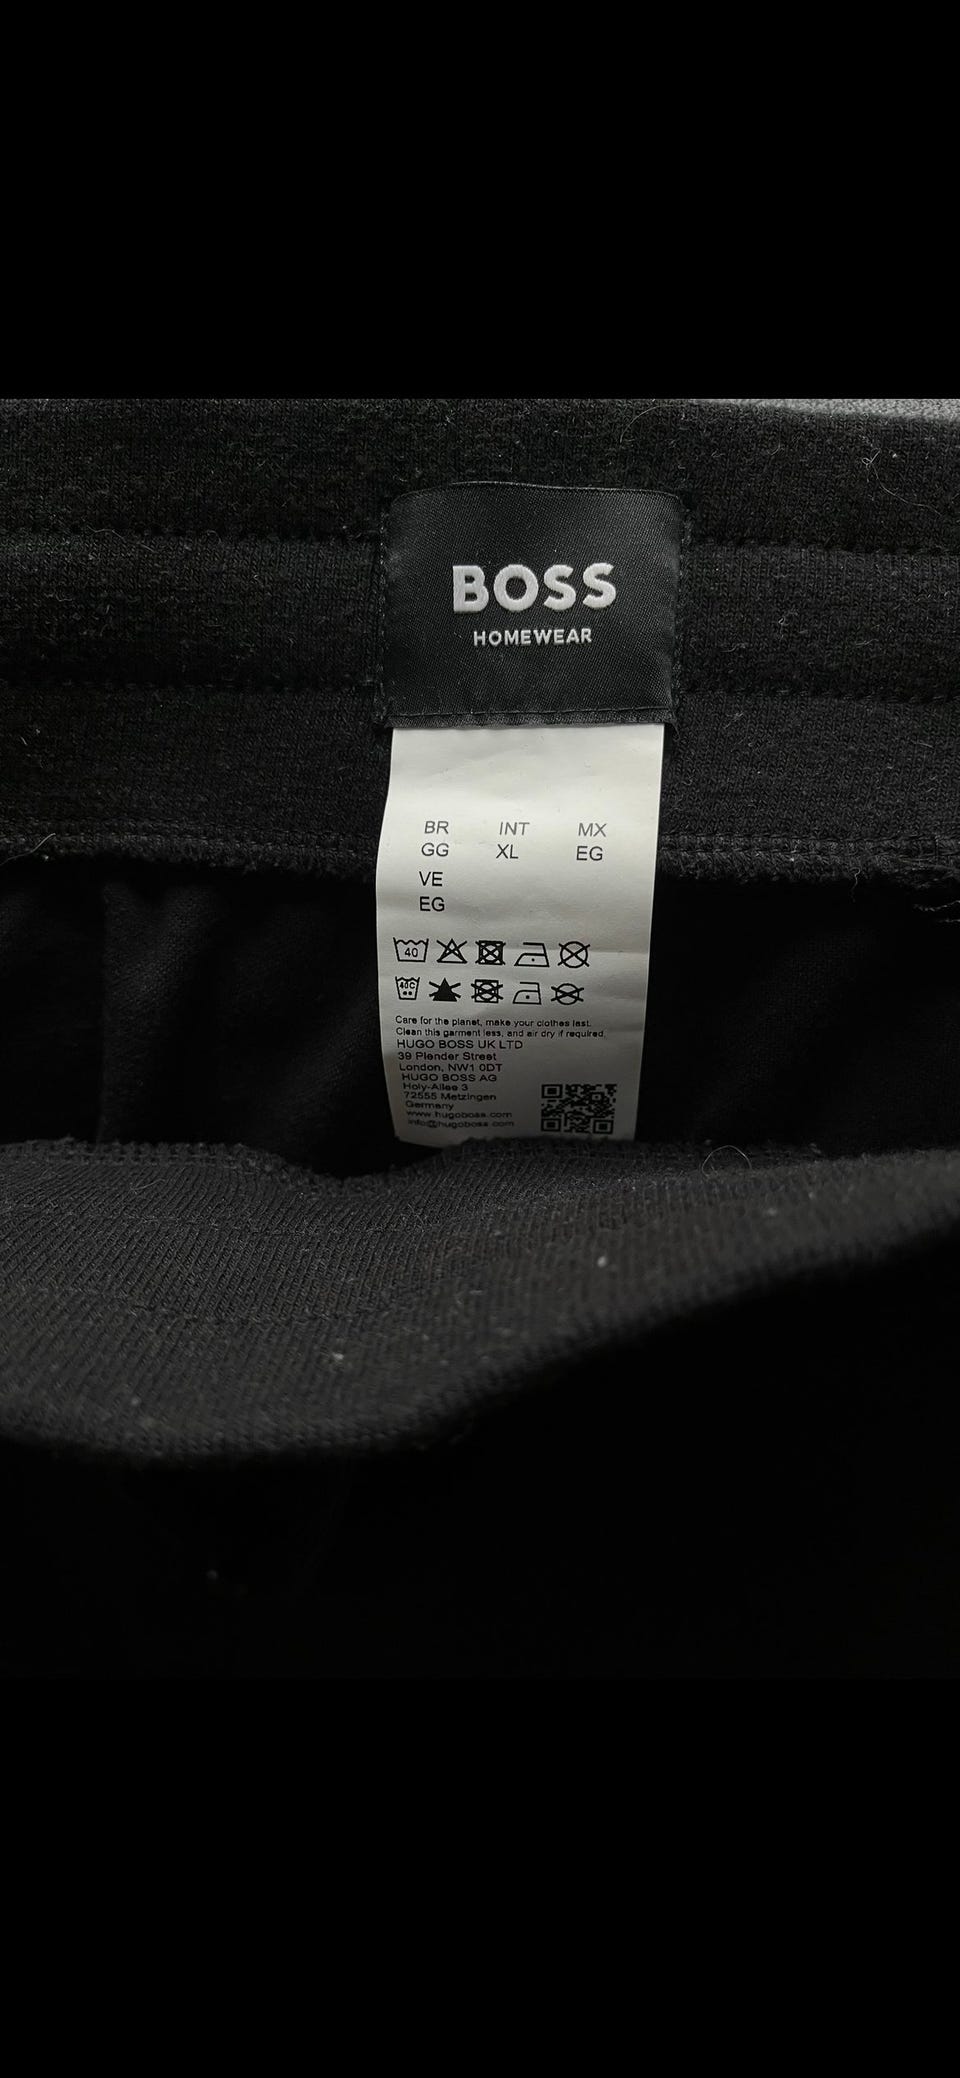 BOSS
HOMEWEAR
BR INT MX
GG XL EG
VE
EG
40
40C
Care for the planet, make your clothes last.
Clean this garment less, and air dry if required.
HUGO BOSS UK LTD
39 Plender Street
London, NW1 0DT
HUGO BOSS AG
Holy-Allee 3
72555 Metzingen
Germany
www.hugoboss.com
info@hugoboss.com